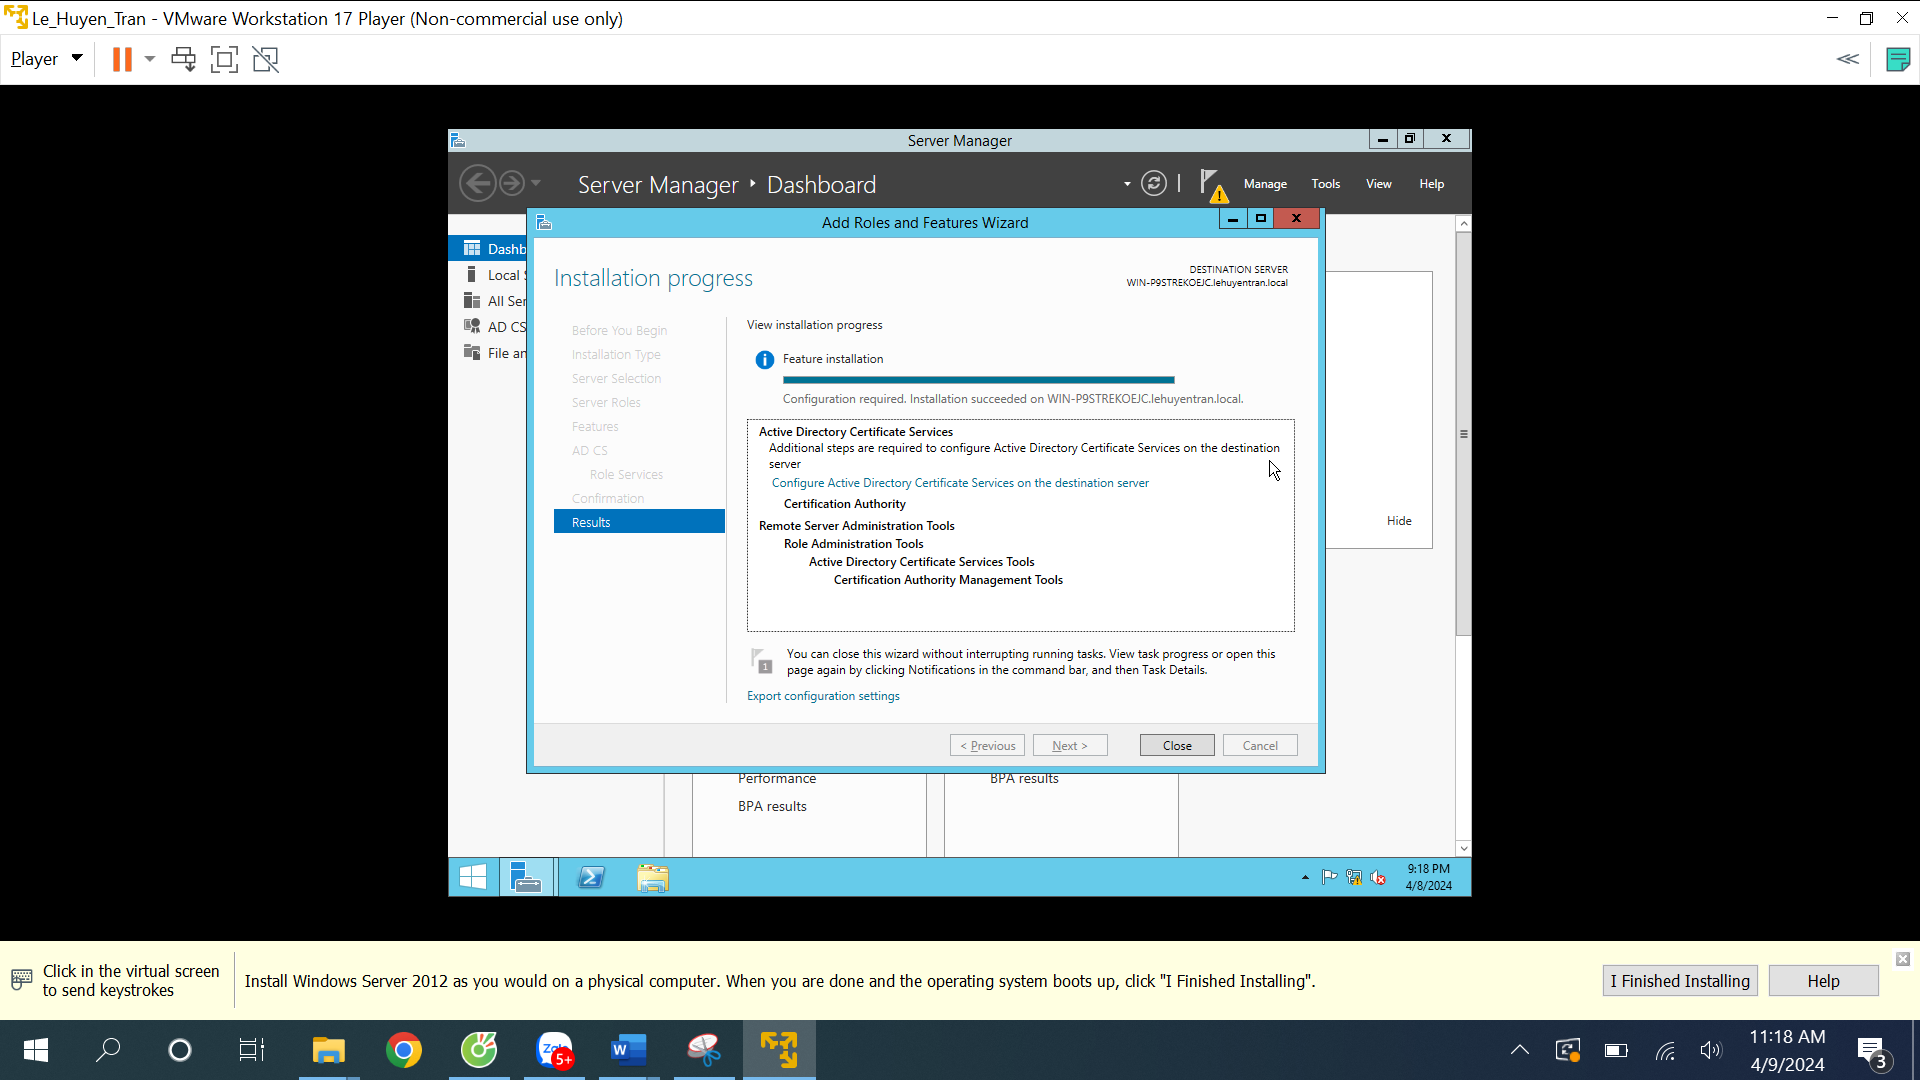 Le_Huyen_Tran - VMware Workstation 17 Player (Non-commercial use only)
Player
Server Manager
Server Manager • Dashboard
Manage Tools View Help
Add Roles and Features Wizard
Dashb
Local S
All Ser
AD CS
File an
Installation progress
DESTINATION SERVER
WIN-P9STREKOEJC.lehuyentran.local
Before You Begin
Installation Type
Server Selection
Server Roles
Features
AD CS
Role Services
Confirmation
Results
View installation progress
Feature installation
Configuration required. Installation succeeded on WIN-P9STREKOEJC.lehuyentran.local.
Active Directory Certificate Services
Additional steps are required to configure Active Directory Certificate Services on the destination
server
Configure Active Directory Certificate Services on the destination server
Certification Authority
Remote Server Administration Tools
Role Administration Tools
Active Directory Certificate Services Tools
Certification Authority Management Tools
1
You can close this wizard without interrupting running tasks. View task progress or open this
page again by clicking Notifications in the command bar, and then Task Details.
Export configuration settings
< Previous Next > Close Cancel
Hide
Performance
BPA results
BPA results
9:18 PM
4/8/2024
Click in the virtual screen
to send keystrokes
Install Windows Server 2012 as you would on a physical computer. When you are done and the operating system boots up, click "I Finished Installing".
I Finished Installing
Help
Zalo
5+
W
11:18 AM
4/9/2024
3